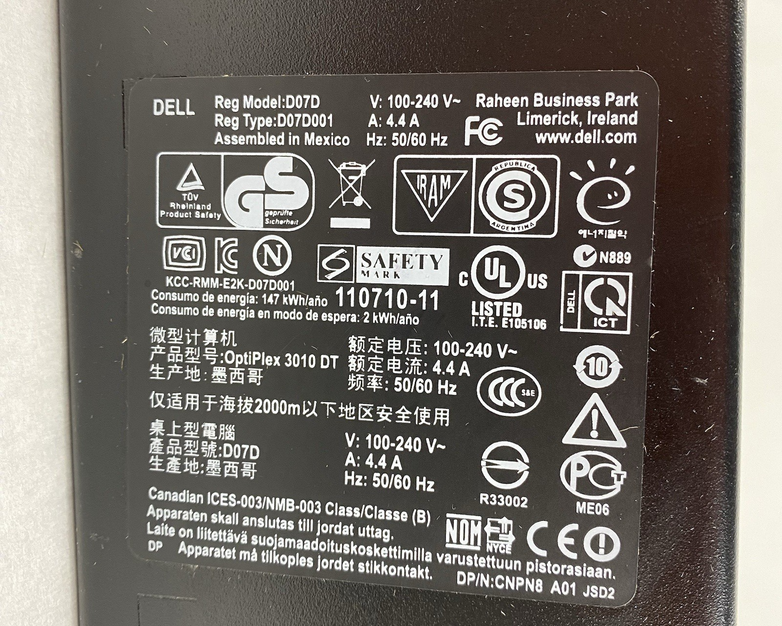 DELL
Reg Model:D07D
Reg Type:D07D001
Assembled in Mexico
V: 100-240 V~
A: 4.4 A
Hz: 50/60 Hz
Raheen Business Park
Limerick, Ireland
www.dell.com
FC
TÜV
Rheinland
Product Safety
GS
geprüfte
Sicherheit
IRAM
REPUBLICA
S
ARGENTINA
에너지절약
VCI
N
S
SAFETY
MARK
C UL US
LISTED
I.T.E. E105106
N889
DELL
ICT
KCC-RMM-E2K-D07D001
Consumo de energía: 147 kWh/año
Consumo de energía en modo de espera: 2 kWh/año
110710-11
微型计算机
产品型号:OptiPlex 3010 DT
生产地: 墨西哥
额定电压: 100-240 V~
额定电流: 4.4 A
频率: 50/60 Hz
CCC S&E
10
仅适用于海拔2000m以下地区安全使用
桌上型電腦
產品型號:D07D
生產地:墨西哥
V: 100-240 V~
A: 4.4 A
Hz: 50/60 Hz
R33002
PCT
ME06
Canadian ICES-003/NMB-003 Class/Classe (B)
Apparaten skall anslutas till jordat uttag.
Laite on liitettävä suojamaadoituskoskettimilla varustettuun pistorasiaan.
DP Apparatet må tilkoples jordet stikkontakt.
NOM
NYCE
CE
DP/N:CNPN8 A01 JSD2